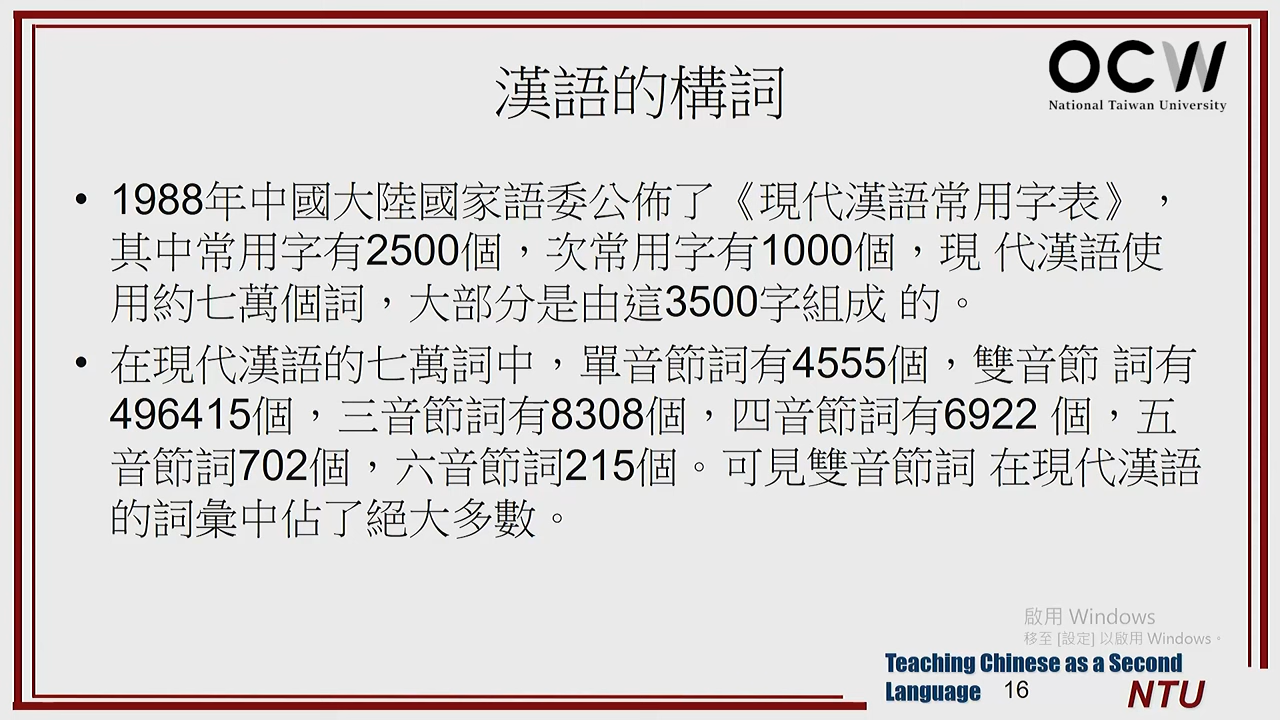 OCW
National Taiwan University
漢語的構詞
• 1988年中國大陸國家語委公佈了《現代漢語常用字表》，
其中常用字有2500個，次常用字有1000個，現 代漢語使
用約七萬個詞，大部分是由這3500字組成 的。
• 在現代漢語的七萬詞中，單音節詞有4555個，雙音節 詞有
496415個，三音節詞有8308個，四音節詞有6922 個，五
音節詞702個，六音節詞215個。可見雙音節詞 在現代漢語
的詞彙中佔了絕大多數。
啟用 Windows
移至 [設定] 以啟用 Windows。
Teaching Chinese as a Second
Language 16 NTU